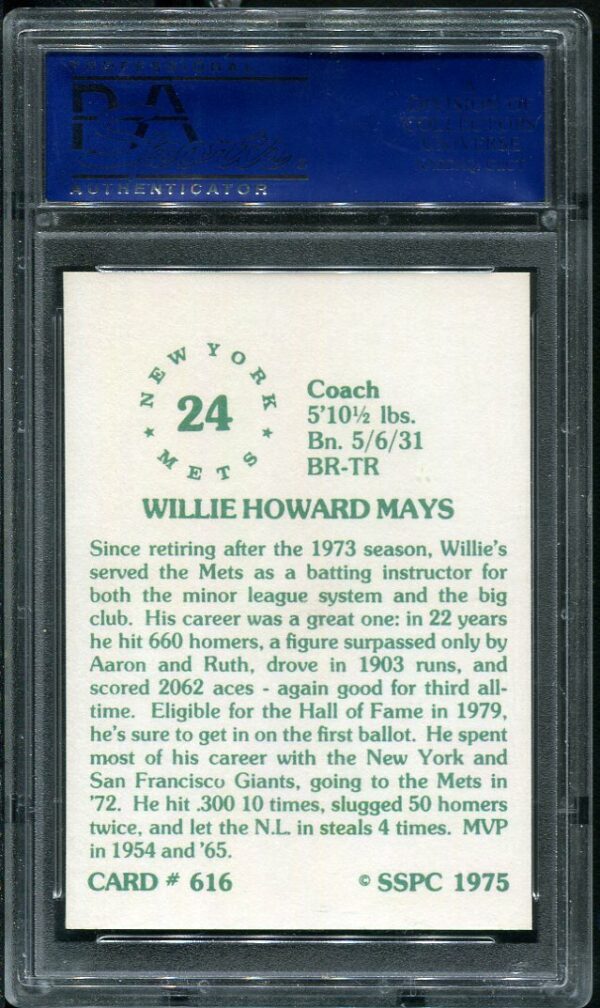 PROFESSIONAL
PSA
AUTHENTICATOR
A
DIVISION OF
COLLECTORS
UNIVERSE
NEW YORK
24
★ METS ★
Coach
5'10½ lbs.
Bn. 5/6/31
BR-TR
WILLIE HOWARD MAYS
Since retiring after the 1973 season, Willie's
served the Mets as a batting instructor for
both the minor league system and the big
club. His career was a great one: in 22 years
he hit 660 homers, a figure surpassed only by
Aaron and Ruth, drove in 1903 runs, and
scored 2062 aces - again good for third all-
time. Eligible for the Hall of Fame in 1979,
he's sure to get in on the first ballot. He spent
most of his career with the New York and
San Francisco Giants, going to the Mets in
'72. He hit .300 10 times, slugged 50 homers
twice, and let the N.L. in steals 4 times. MVP
in 1954 and '65.
CARD # 616 © SSPC 1975